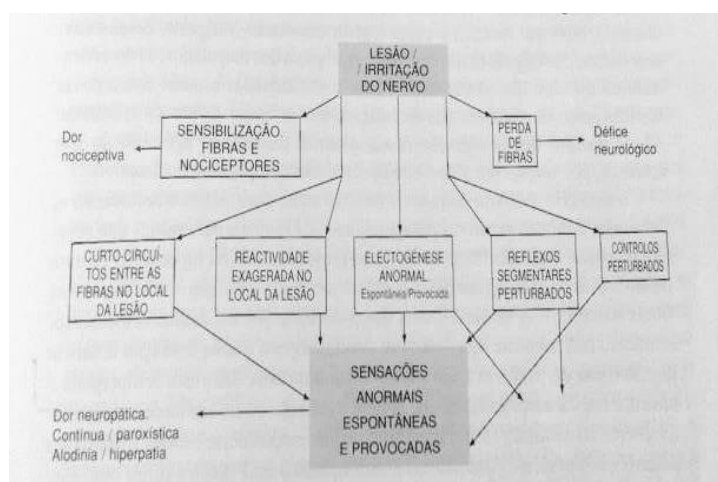 LESÃO /
/ IRRITAÇÃO
DO NERVO
Dor
nociceptiva
SENSIBILIZAÇÃO
FIBRAS E
NOCICEPTORES
PERDA
DE
FIBRAS
Défice
neurológico
CURTO-CIRCUÍ-
TOS ENTRE AS
FIBRAS NO LOCAL
DA LESÃO
REACTIVIDADE
EXAGERADA NO
LOCAL DA LESÃO
ELECTOGÉNESE
ANORMAL
Espontânea/Provocada
REFLEXOS
SEGMENTARES
PERTURBADOS
CONTROLOS
PERTURBADOS
SENSAÇÕES
ANORMAIS
ESPONTÂNEAS
E PROVOCADAS
Dor neuropática.
Contínua / paroxística
Alodinia / hiperpatia